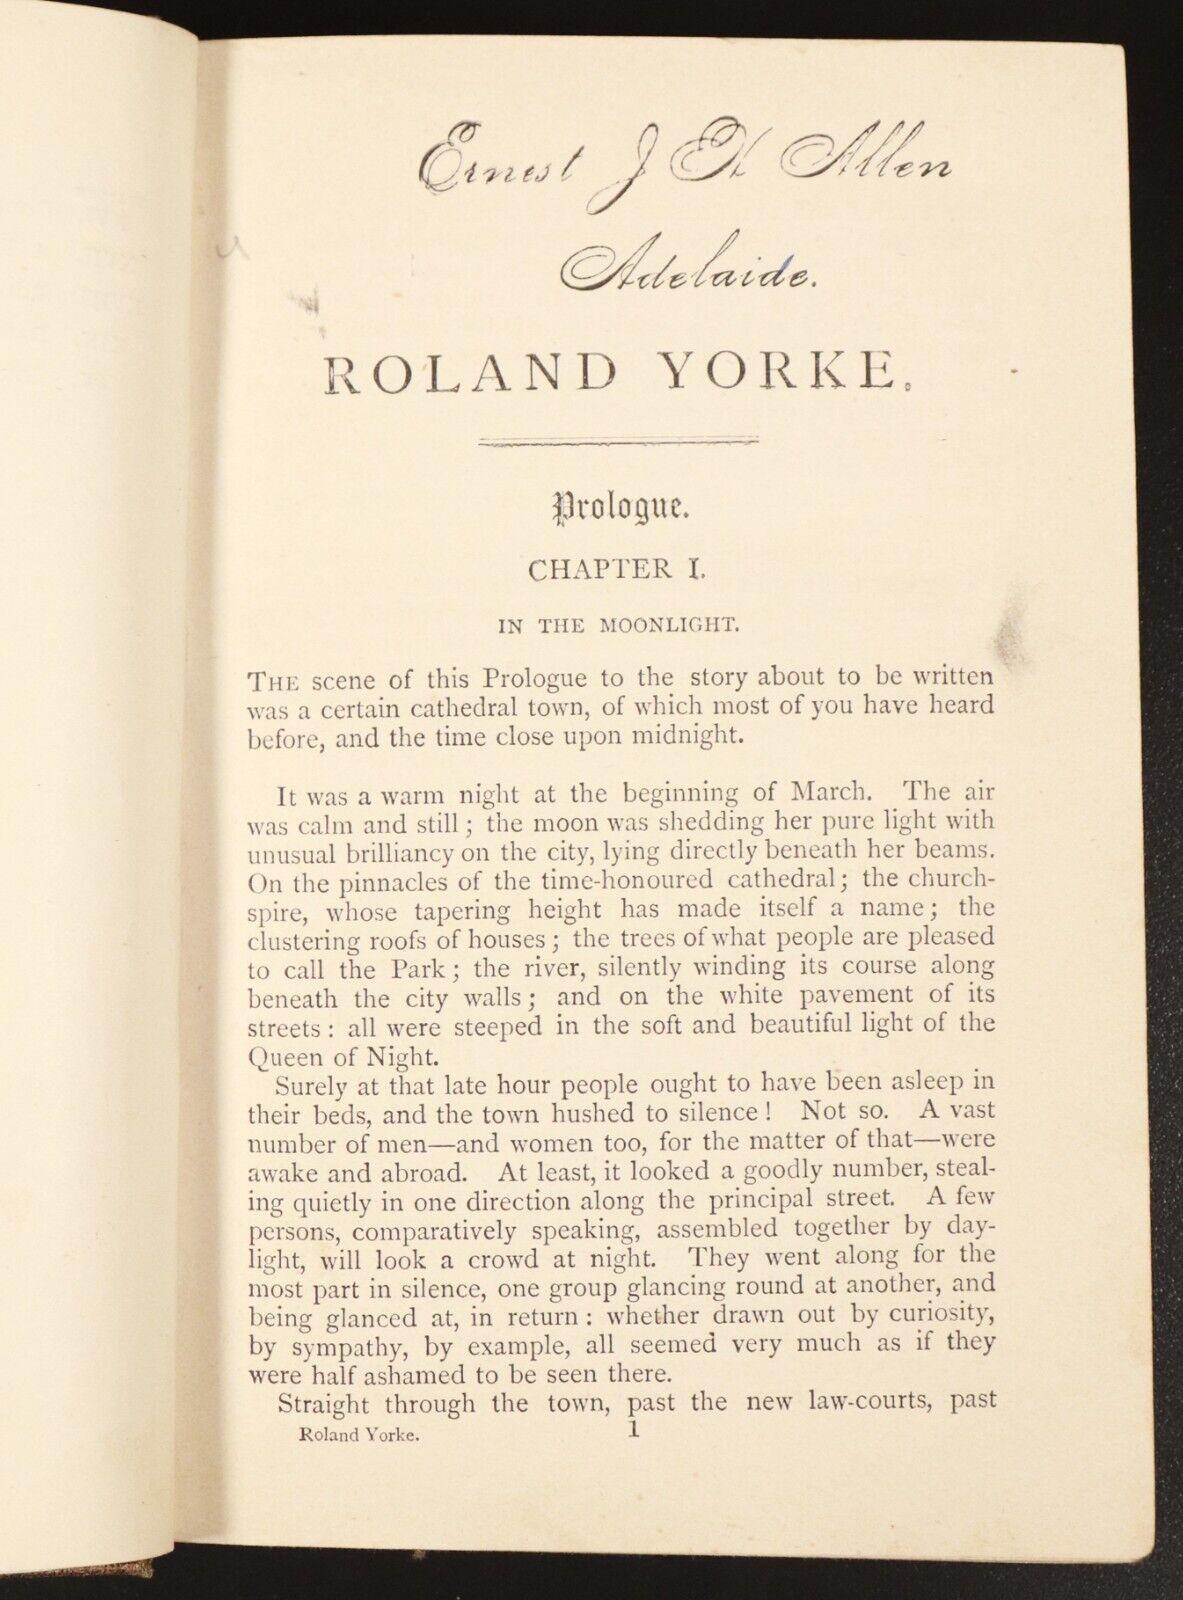 Ernest J H Allen
Adelaide.
ROLAND YORKE.
Prologue.
CHAPTER I.
IN THE MOONLIGHT.
THE scene of this Prologue to the story about to be written
was a certain cathedral town, of which most of you have heard
before, and the time close upon midnight.
It was a warm night at the beginning of March. The air
was calm and still; the moon was shedding her pure light with
unusual brilliancy on the city, lying directly beneath her beams.
On the pinnacles of the time-honoured cathedral; the church-
spire, whose tapering height has made itself a name; the
clustering roofs of houses; the trees of what people are pleased
to call the Park; the river, silently winding its course along
beneath the city walls; and on the white pavement of its
streets: all were steeped in the soft and beautiful light of the
Queen of Night.
Surely at that late hour people ought to have been asleep in
their beds, and the town hushed to silence! Not so. A vast
number of men—and women too, for the matter of that—were
awake and abroad. At least, it looked a goodly number, steal-
ing quietly in one direction along the principal street. A few
persons, comparatively speaking, assembled together by day-
light, will look a crowd at night. They went along for the
most part in silence, one group glancing round at another, and
being glanced at, in return: whether drawn out by curiosity,
by sympathy, by example, all seemed very much as if they
were half ashamed to be seen there.
Straight through the town, past the new law-courts, past
Roland Yorke. 1